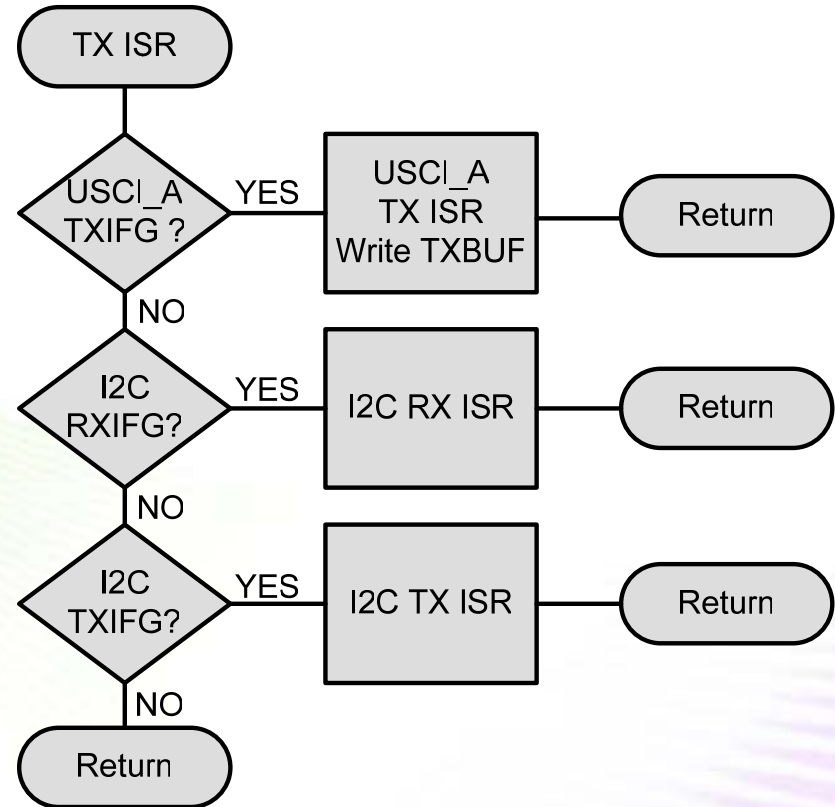 TX ISR
USCI_A
TXIFG ?
YES
USCI_A
TX ISR
Write TXBUF
Return
NO
I2C
RXIFG?
YES
I2C RX ISR
Return
NO
I2C
TXIFG?
YES
I2C TX ISR
Return
NO
Return